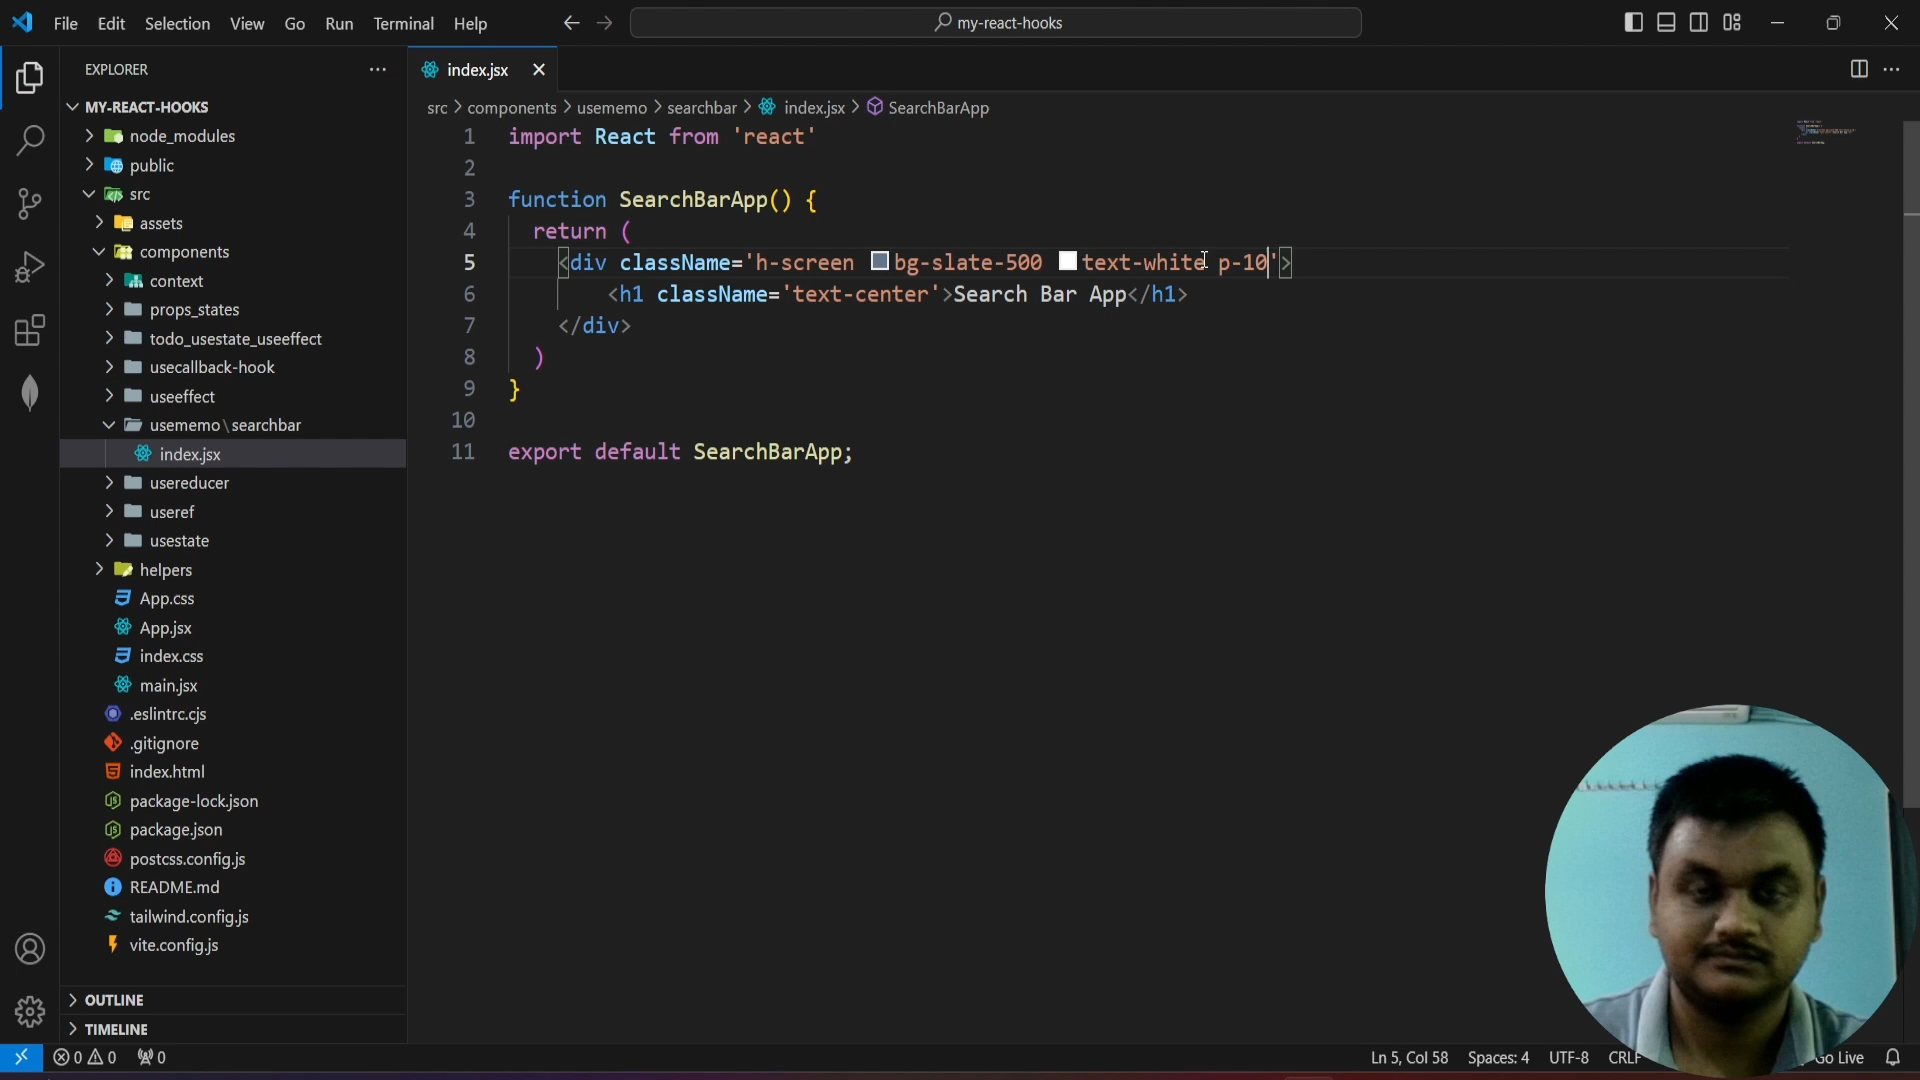 File Edit Selection View Go Run Terminal Help
my-react-hooks
EXPLORER
MY-REACT-HOOKS
node_modules
public
src
assets
components
context
props_states
todo_usestate_useeffect
usecallback-hook
useeffect
usememo\searchbar
index.jsx
usereducer
useref
usestate
helpers
App.css
App.jsx
index.css
main.jsx
.eslintrc.cjs
.gitignore
index.html
package-lock.json
package.json
postcss.config.js
README.md
tailwind.config.js
vite.config.js
OUTLINE
TIMELINE
index.jsx
src > components > usememo > searchbar > index.jsx > SearchBarApp
1 import React from 'react'
2
3 function SearchBarApp() {
4 return (
5 <div className='h-screen bg-slate-500 text-white p-10'>
6 <h1 className='text-center'>Search Bar App</h1>
7 </div>
8 )
9 }
10
11 export default SearchBarApp;
0 0 0
Ln 5, Col 58 Spaces: 4 UTF-8 CRLF Go Live